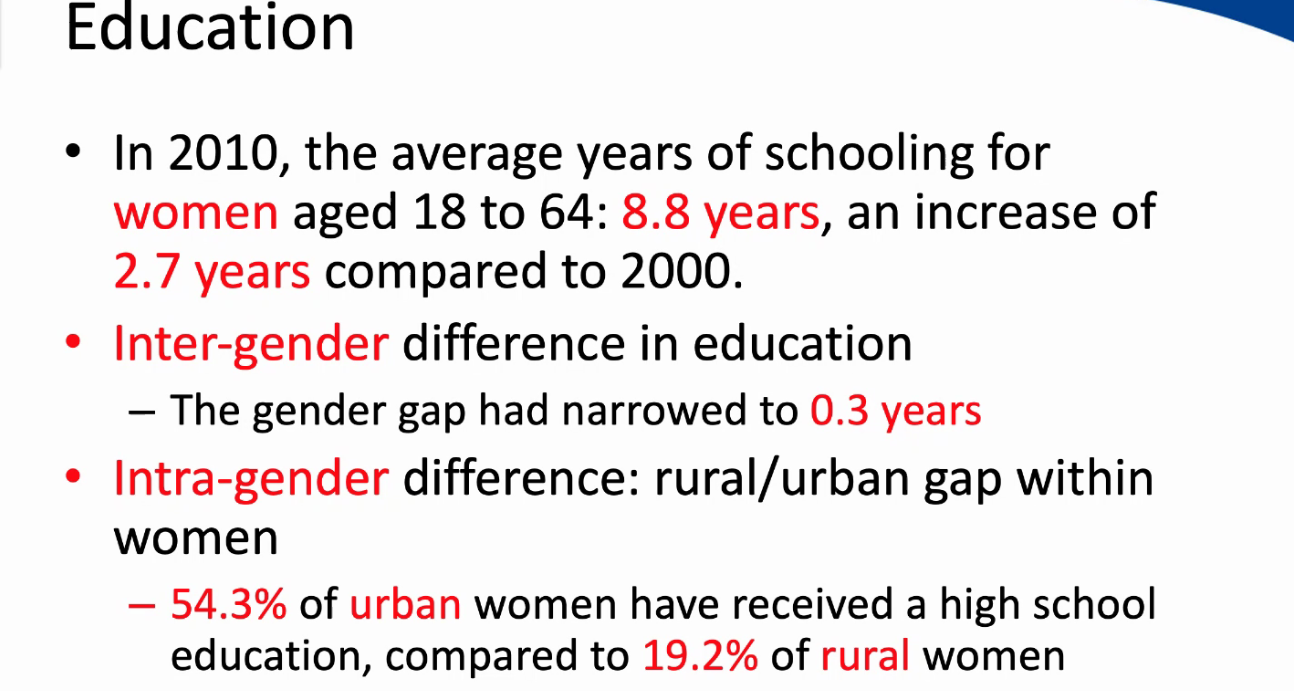 Education
• In 2010, the average years of schooling for
women aged 18 to 64: 8.8 years, an increase of
2.7 years compared to 2000.
• Inter-gender difference in education
– The gender gap had narrowed to 0.3 years
• Intra-gender difference: rural/urban gap within
women
– 54.3% of urban women have received a high school
education, compared to 19.2% of rural women